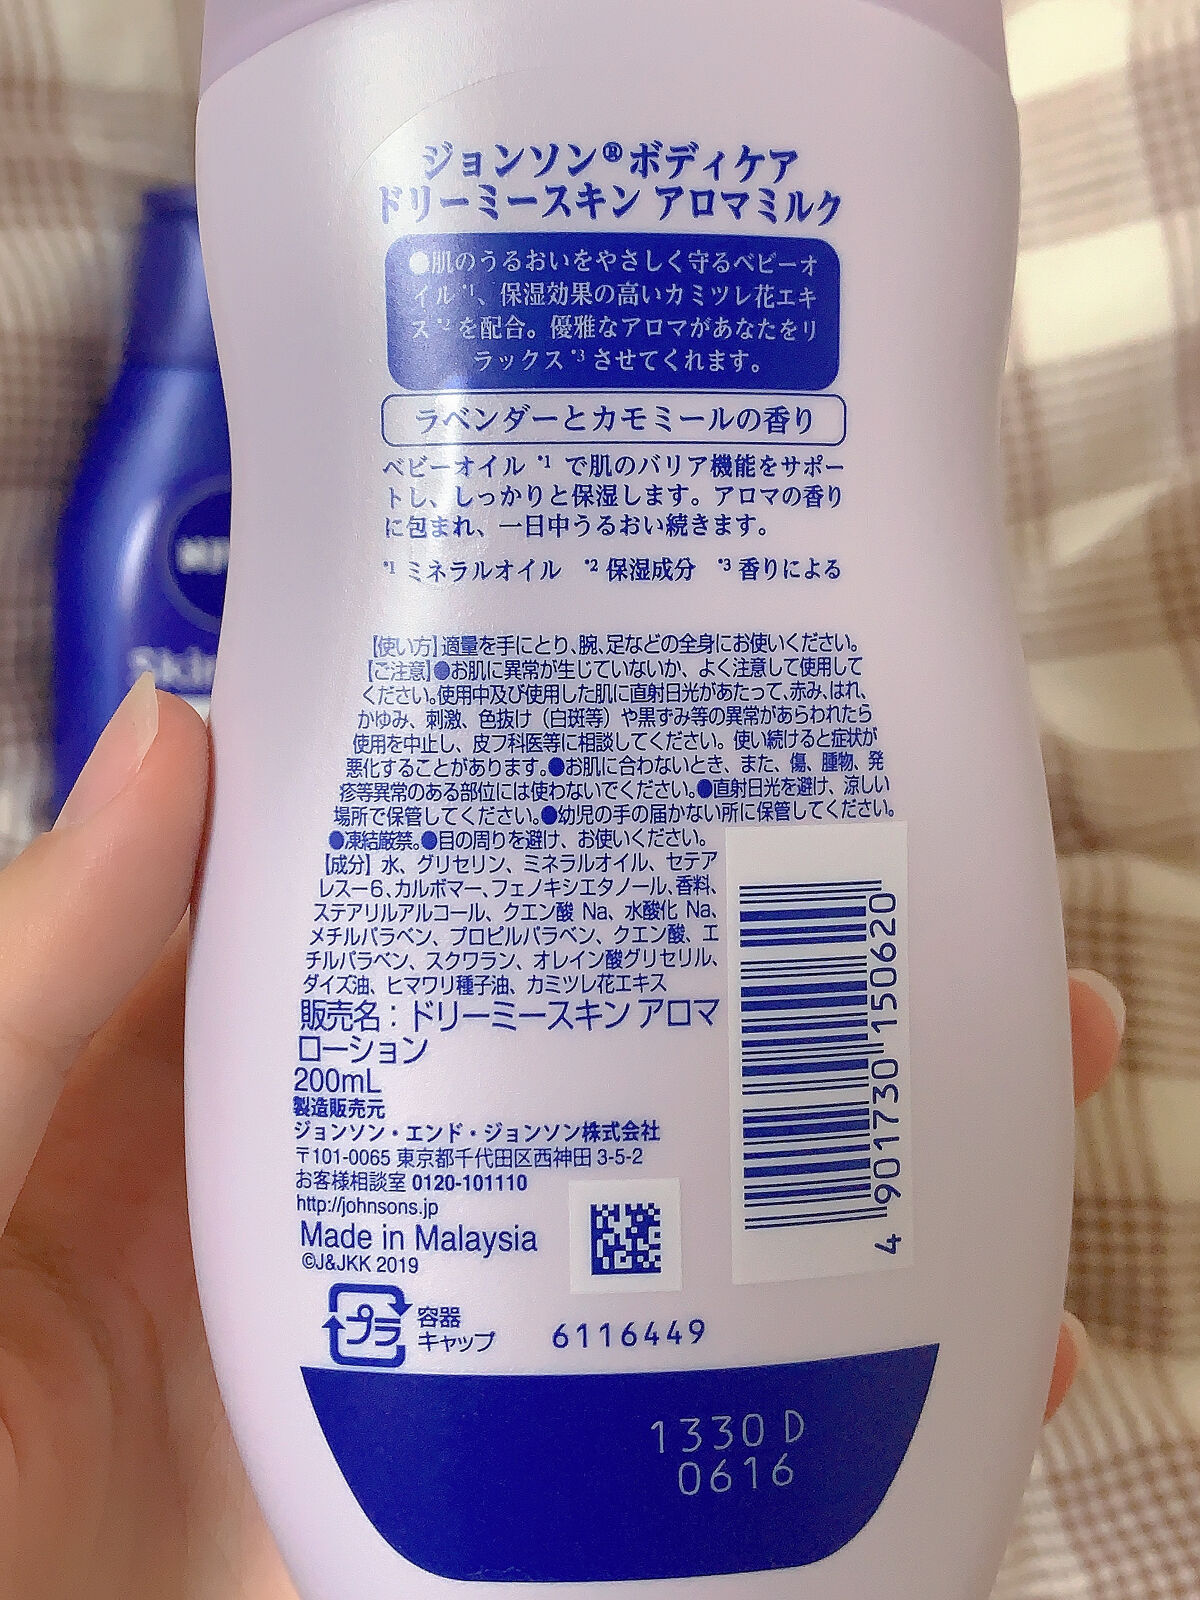 ジョンソン®ボディケア
ドリーミースキン アロマミルク
●肌のうるおいをやさしく守るベビーオ
イル*1、保湿効果の高いカミツレ花エキ
ス*2を配合。優雅なアロマがあなたをリ
ラックス*3させてくれます。
ラベンダーとカモミールの香り
ベビーオイル*1で肌のバリア機能をサポー
トし、しっかりと保湿します。アロマの香り
に包まれ、一日中うるおい続きます。
*1 ミネラルオイル *2 保湿成分 *3 香りによる
【使い方】適量を手にとり、腕、足などの全身にお使いください。
【ご注意】●お肌に異常が生じていないか、よく注意して使用して
ください。使用中及び使用した肌に直射日光があたって、赤み、はれ、
かゆみ、刺激、色抜け（白斑等）や黒ずみ等の異常があらわれたら
使用を中止し、皮フ科医等に相談してください。使い続けると症状が
悪化することがあります。●お肌に合わないとき、また、傷、腫物、発
疹等異常のある部位には使わないでください。●直射日光を避け、涼しい
場所で保管してください。●幼児の手の届かない所に保管してください。
●凍結厳禁。●目の周りを避け、お使いください。
【成分】水、グリセリン、ミネラルオイル、セテア
レスー6、カルボマー、フェノキシエタノール、香料、
ステアリルアルコール、クエン酸 Na、水酸化 Na、
メチルパラベン、プロピルパラベン、クエン酸、エ
チルパラベン、スクワラン、オレイン酸グリセリル、
ダイズ油、ヒマワリ種子油、カミツレ花エキス
販売名：ドリーミースキン アロマ
ローション
200mL
製造販売元
ジョンソン・エンド・ジョンソン株式会社
〒101-0065 東京都千代田区西神田 3-5-2
お客様相談室 0120-101110
http://johnsons.jp
Made in Malaysia
©J&JKK 2019
プラ
容器
キャップ
6116449
4 901730 150620
1330 D
0616
Skin